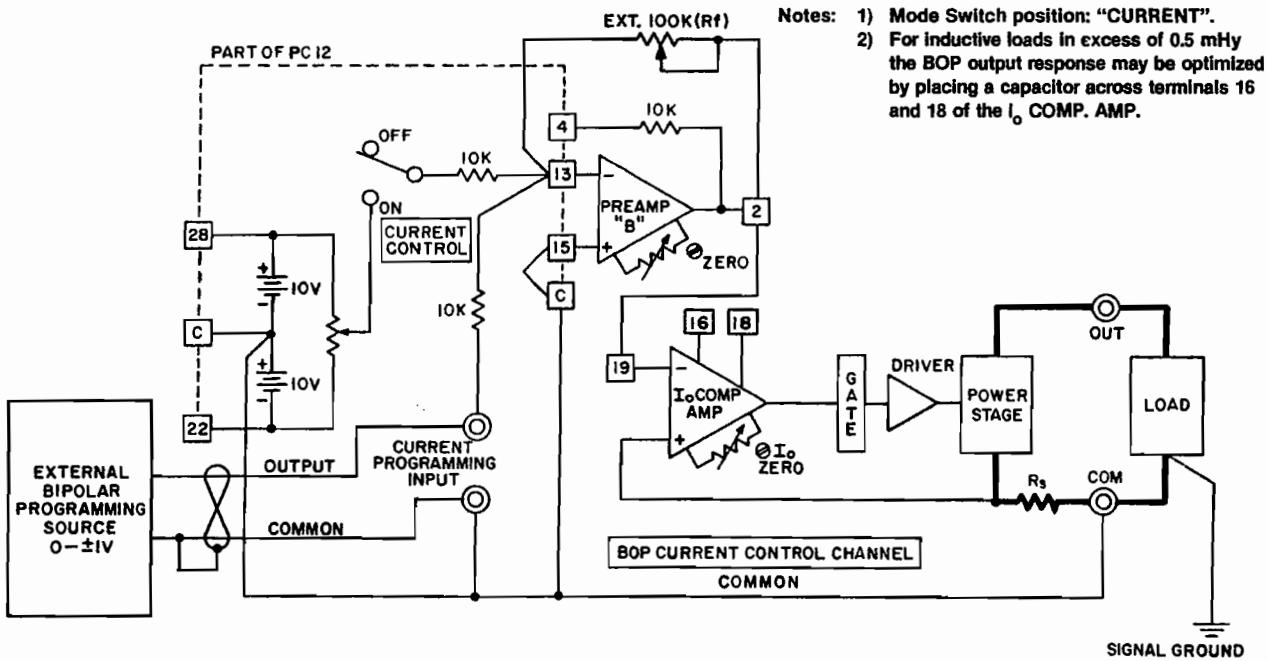 EXT. 100K(Rf)
Notes: 1) Mode Switch position: “CURRENT”.
2) For inductive loads in excess of 0.5 mHy
the BOP output response may be optimized
by placing a capacitor across terminals 16
and 18 of the Io COMP. AMP.
PART OF PC 12
4
10K
OFF
10K
13
−
PREAMP
"B"
2
ON
CURRENT
CONTROL
28
+
10V
-
15
+
ZERO
C
10K
C
+
10V
-
22
16
18
19
−
Io COMP
AMP
+
Io
ZERO
GATE
DRIVER
POWER
STAGE
OUT
LOAD
Rs
COM
EXTERNAL
BIPOLAR
PROGRAMMING
SOURCE
0-±1V
OUTPUT
COMMON
CURRENT
PROGRAMMING
INPUT
BOP CURRENT CONTROL CHANNEL
COMMON
SIGNAL GROUND